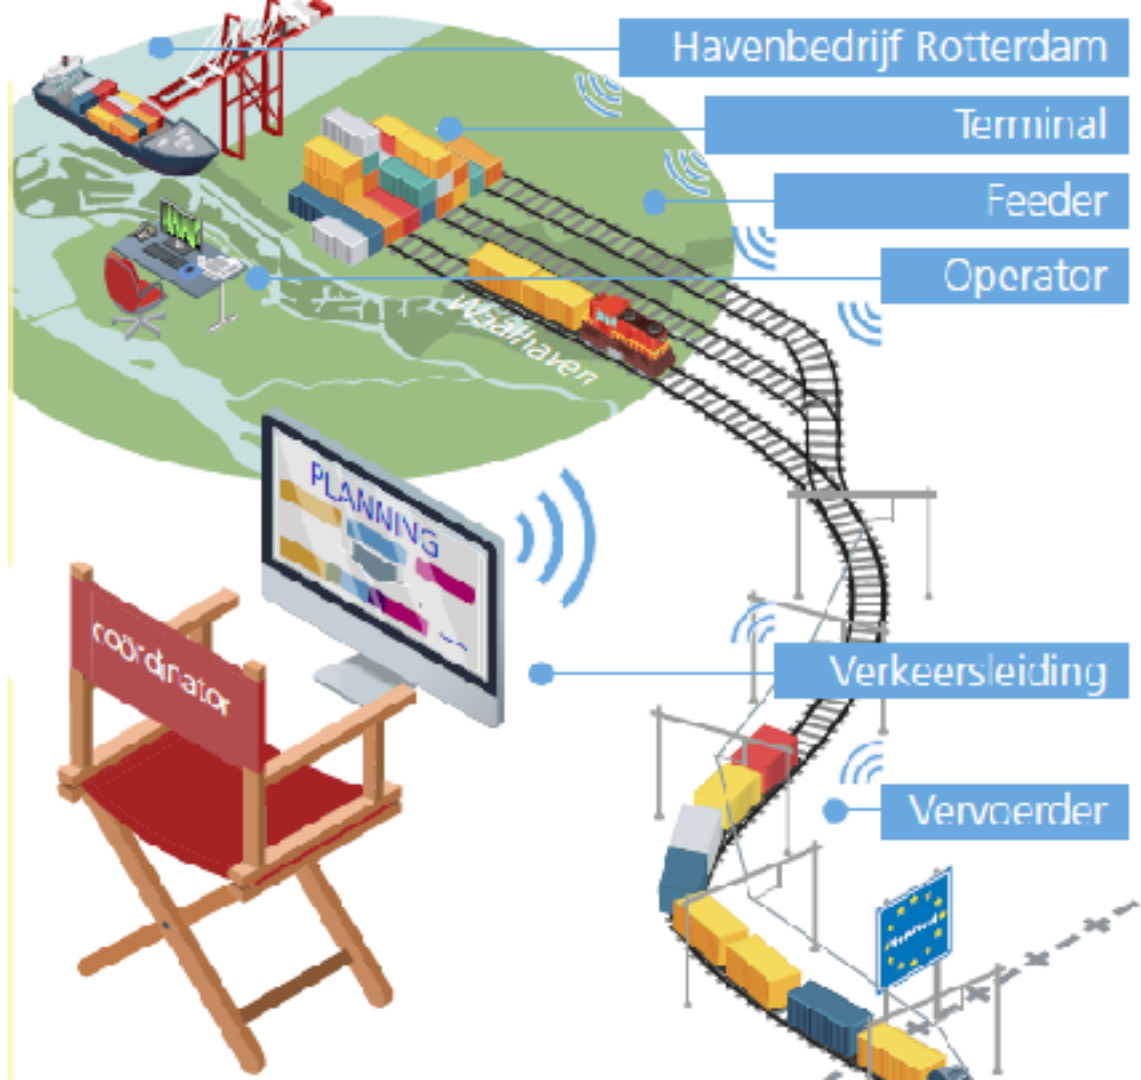 Havenbedrijf Rotterdam
Terminal
Feeder
Operator
Waalhaven
PLANNING
coördinator
Verkeersleiding
Vervoerder